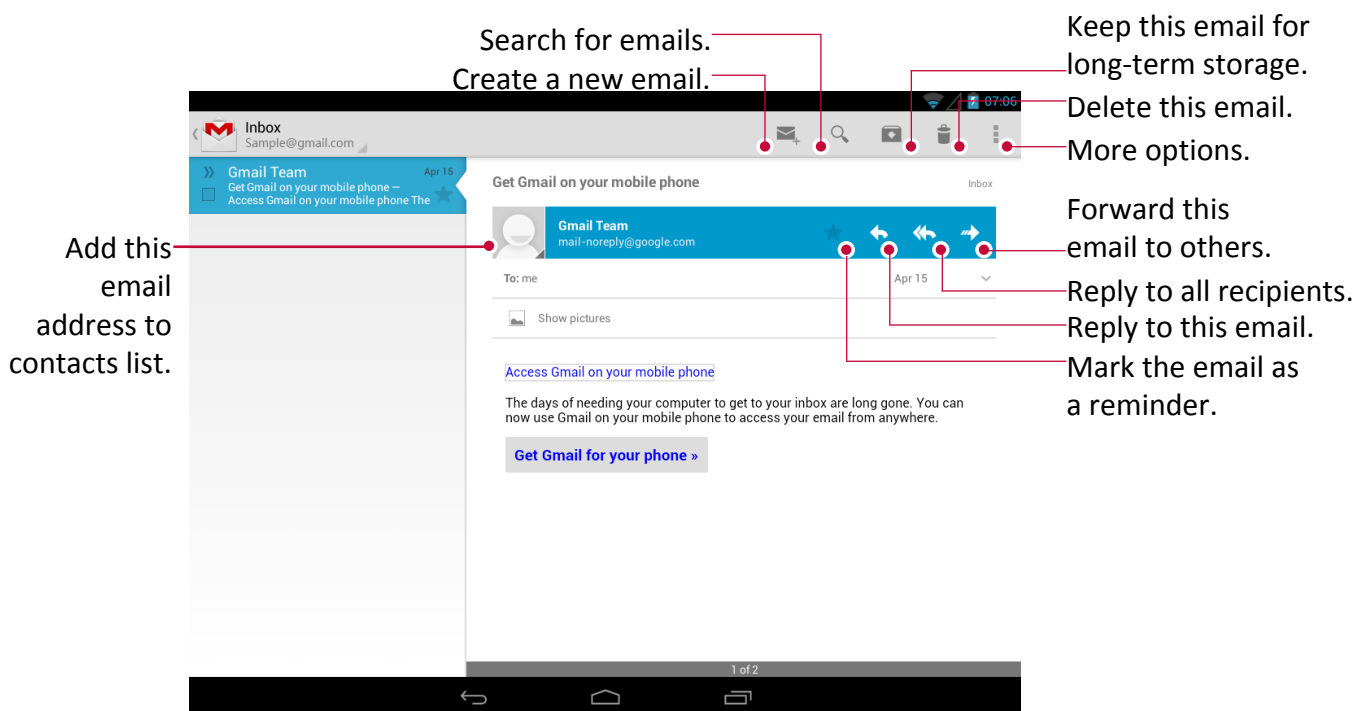 Search for emails.
Create a new email.
Keep this email for
long-term storage.
Delete this email.
More options.
07:06
Inbox
Sample@gmail.com
Gmail Team Apr 15
Get Gmail on your mobile phone –
Access Gmail on your mobile phone The
Get Gmail on your mobile phone Inbox
Gmail Team
mail-noreply@google.com
To: me Apr 15
Show pictures
Access Gmail on your mobile phone
The days of needing your computer to get to your inbox are long gone. You can
now use Gmail on your mobile phone to access your email from anywhere.
Get Gmail for your phone »
1 of 2
Add this
email
address to
contacts list.
Forward this
email to others.
Reply to all recipients.
Reply to this email.
Mark the email as
a reminder.